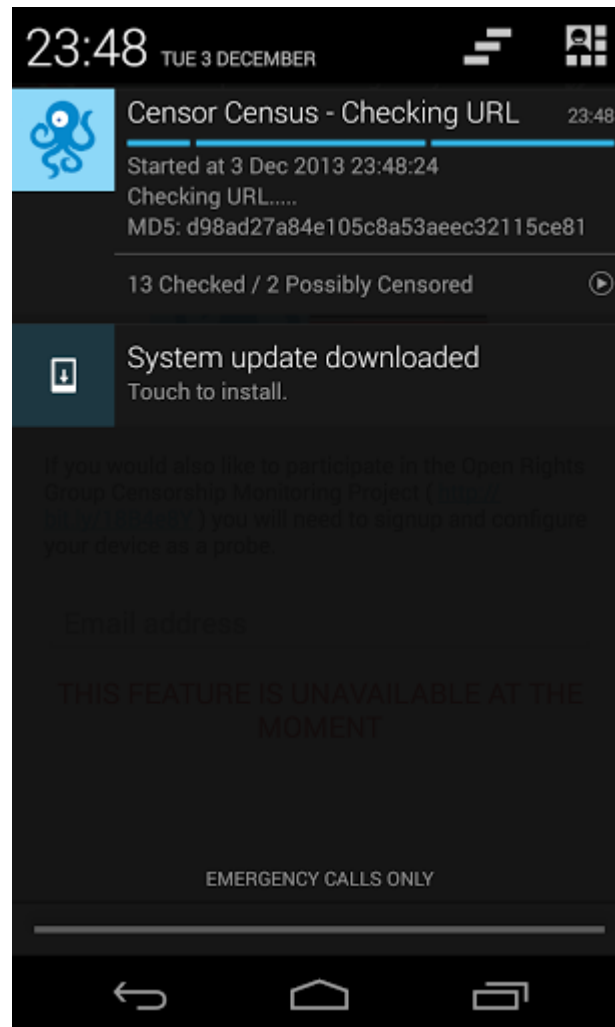 23:48 TUE 3 DECEMBER
Censor Census - Checking URL 23:48
Started at 3 Dec 2013 23:48:24
Checking URL.....
MD5: d98ad27a84e105c8a53aeec32115ce81
13 Checked / 2 Possibly Censored
System update downloaded
Touch to install.
If you would also like to participate in the Open Rights
Group Censorship Monitoring Project (
) you will need to signup and configure
your device as a probe.
Email address
THIS FEATURE IS UNAVAILABLE AT THE
MOMENT
EMERGENCY CALLS ONLY